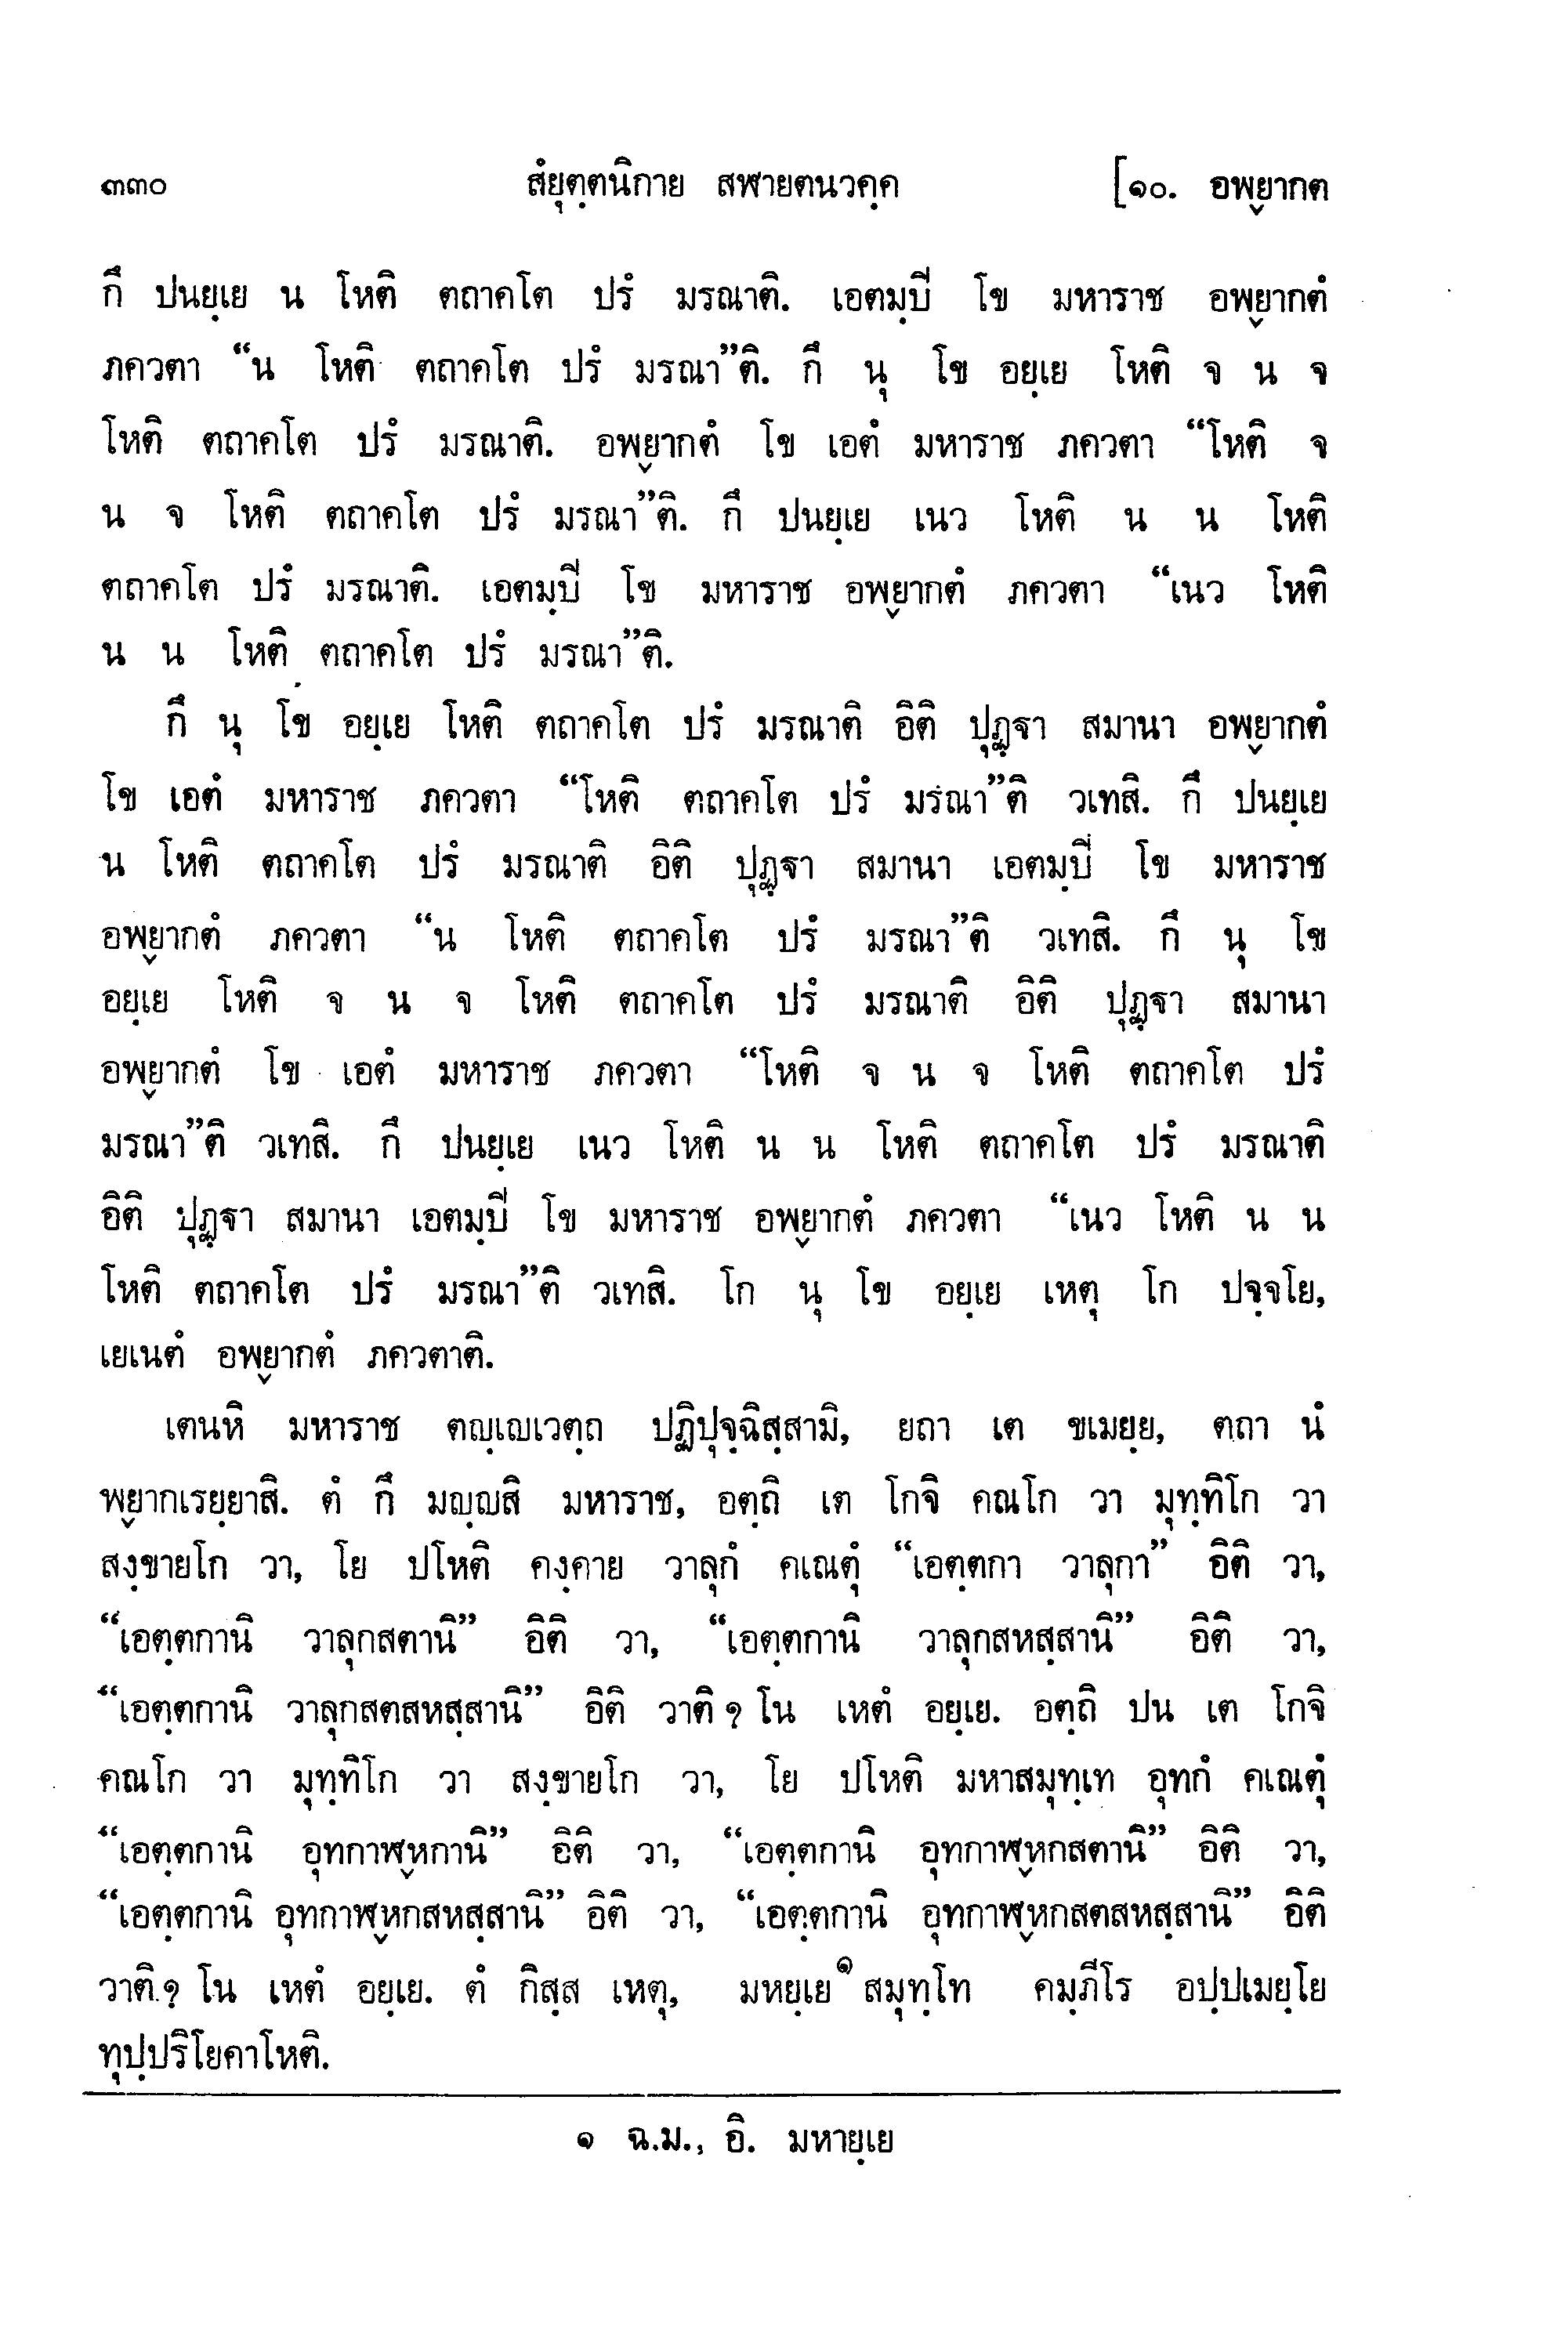 ๓๓๐ สํยุตฺตนิกาย สฬายตนวคฺค [๑๐. อพฺยากต
กึ ปนยฺเย น โหติ ตถาคโต ปรํ มรณาติ. เอตมฺปิ โข มหาราช อพฺยากตํ
ภควตา “น โหติ ตถาคโต ปรํ มรณา”ติ. กึ นุ โข อยฺเย โหติ จ น จ
โหติ ตถาคโต ปรํ มรณาติ. อพฺยากตํ โข เอตํ มหาราช ภควตา “โหติ จ
น จ โหติ ตถาคโต ปรํ มรณา”ติ. กึ ปนยฺเย เนว โหติ น น โหติ
ตถาคโต ปรํ มรณาติ. เอตมฺปิ โข มหาราช อพฺยากตํ ภควตา “เนว โหติ
น น โหติ ตถาคโต ปรํ มรณา”ติ.
กึ นุ โข อยฺเย โหติ ตถาคโต ปรํ มรณาติ อิติ ปุฏฺฐา สมานา อพฺยากตํ
โข เอตํ มหาราช ภควตา “โหติ ตถาคโต ปรํ มรณา”ติ วเทสิ. กึ ปนยฺเย
น โหติ ตถาคโต ปรํ มรณาติ อิติ ปุฏฺฐา สมานา เอตมฺปิ โข มหาราช
อพฺยากตํ ภควตา “น โหติ ตถาคโต ปรํ มรณา”ติ วเทสิ. กึ นุ โข
อยฺเย โหติ จ น จ โหติ ตถาคโต ปรํ มรณาติ อิติ ปุฏฺฐา สมานา
อพฺยากตํ โข เอตํ มหาราช ภควตา “โหติ จ น จ โหติ ตถาคโต ปรํ
มรณา”ติ วเทสิ. กึ ปนยฺเย เนว โหติ น น โหติ ตถาคโต ปรํ มรณาติ
อิติ ปุฏฺฐา สมานา เอตมฺปิ โข มหาราช อพฺยากตํ ภควตา “เนว โหติ น น
โหติ ตถาคโต ปรํ มรณา”ติ วเทสิ. โก นุ โข อยฺเย เหตุ โก ปจฺจโย,
เยเนตํ อพฺยากตํ ภควตาติ.
เตนหิ มหาราช ตญฺเญเวตฺถ ปฏิปุจฺฉิสฺสามิ, ยถา เต ขเมยฺย, ตถา นํ
พฺยากเรยฺยาสิ. ตํ กึ มญฺญสิ มหาราช, อตฺถิ เต โกจิ คณโก วา มุทฺทิโก วา
สงฺขายโก วา, โย ปโหติ คงฺคาย วาลุกํ คเณตุํ “เอตฺตกา วาลุกา” อิติ วา,
“เอตฺตกานิ วาลุกสตานิ” อิติ วา, “เอตฺตกานิ วาลุกสหสฺสานิ” อิติ วา,
“เอตฺตกานิ วาลุกสตสหสฺสานิ” อิติ วาติ ? โน เหตํ อยฺเย. อตฺถิ ปน เต โกจิ
คณโก วา มุทฺทิโก วา สงฺขายโก วา, โย ปโหติ มหาสมุทฺเท อุทกํ คเณตุํ
“เอตฺตกานิ อุทกาฬฺหกานิ” อิติ วา, “เอตฺตกานิ อุทกาฬฺหกสตานิ” อิติ วา,
“เอตฺตกานิ อุทกาฬฺหกสหสฺสานิ” อิติ วา, “เอตฺตกานิ อุทกาฬฺหกสตสหสฺสานิ” อิติ
วาติ ? โน เหตํ อยฺเย. ตํ กิสฺส เหตุ, มหยฺเย๑ สมุทฺโท คมฺภีโร อปฺปเมยฺโย
ทุปฺปริโยคาโหติ.
๑ ฉ.ม., อิ. มหายฺเย